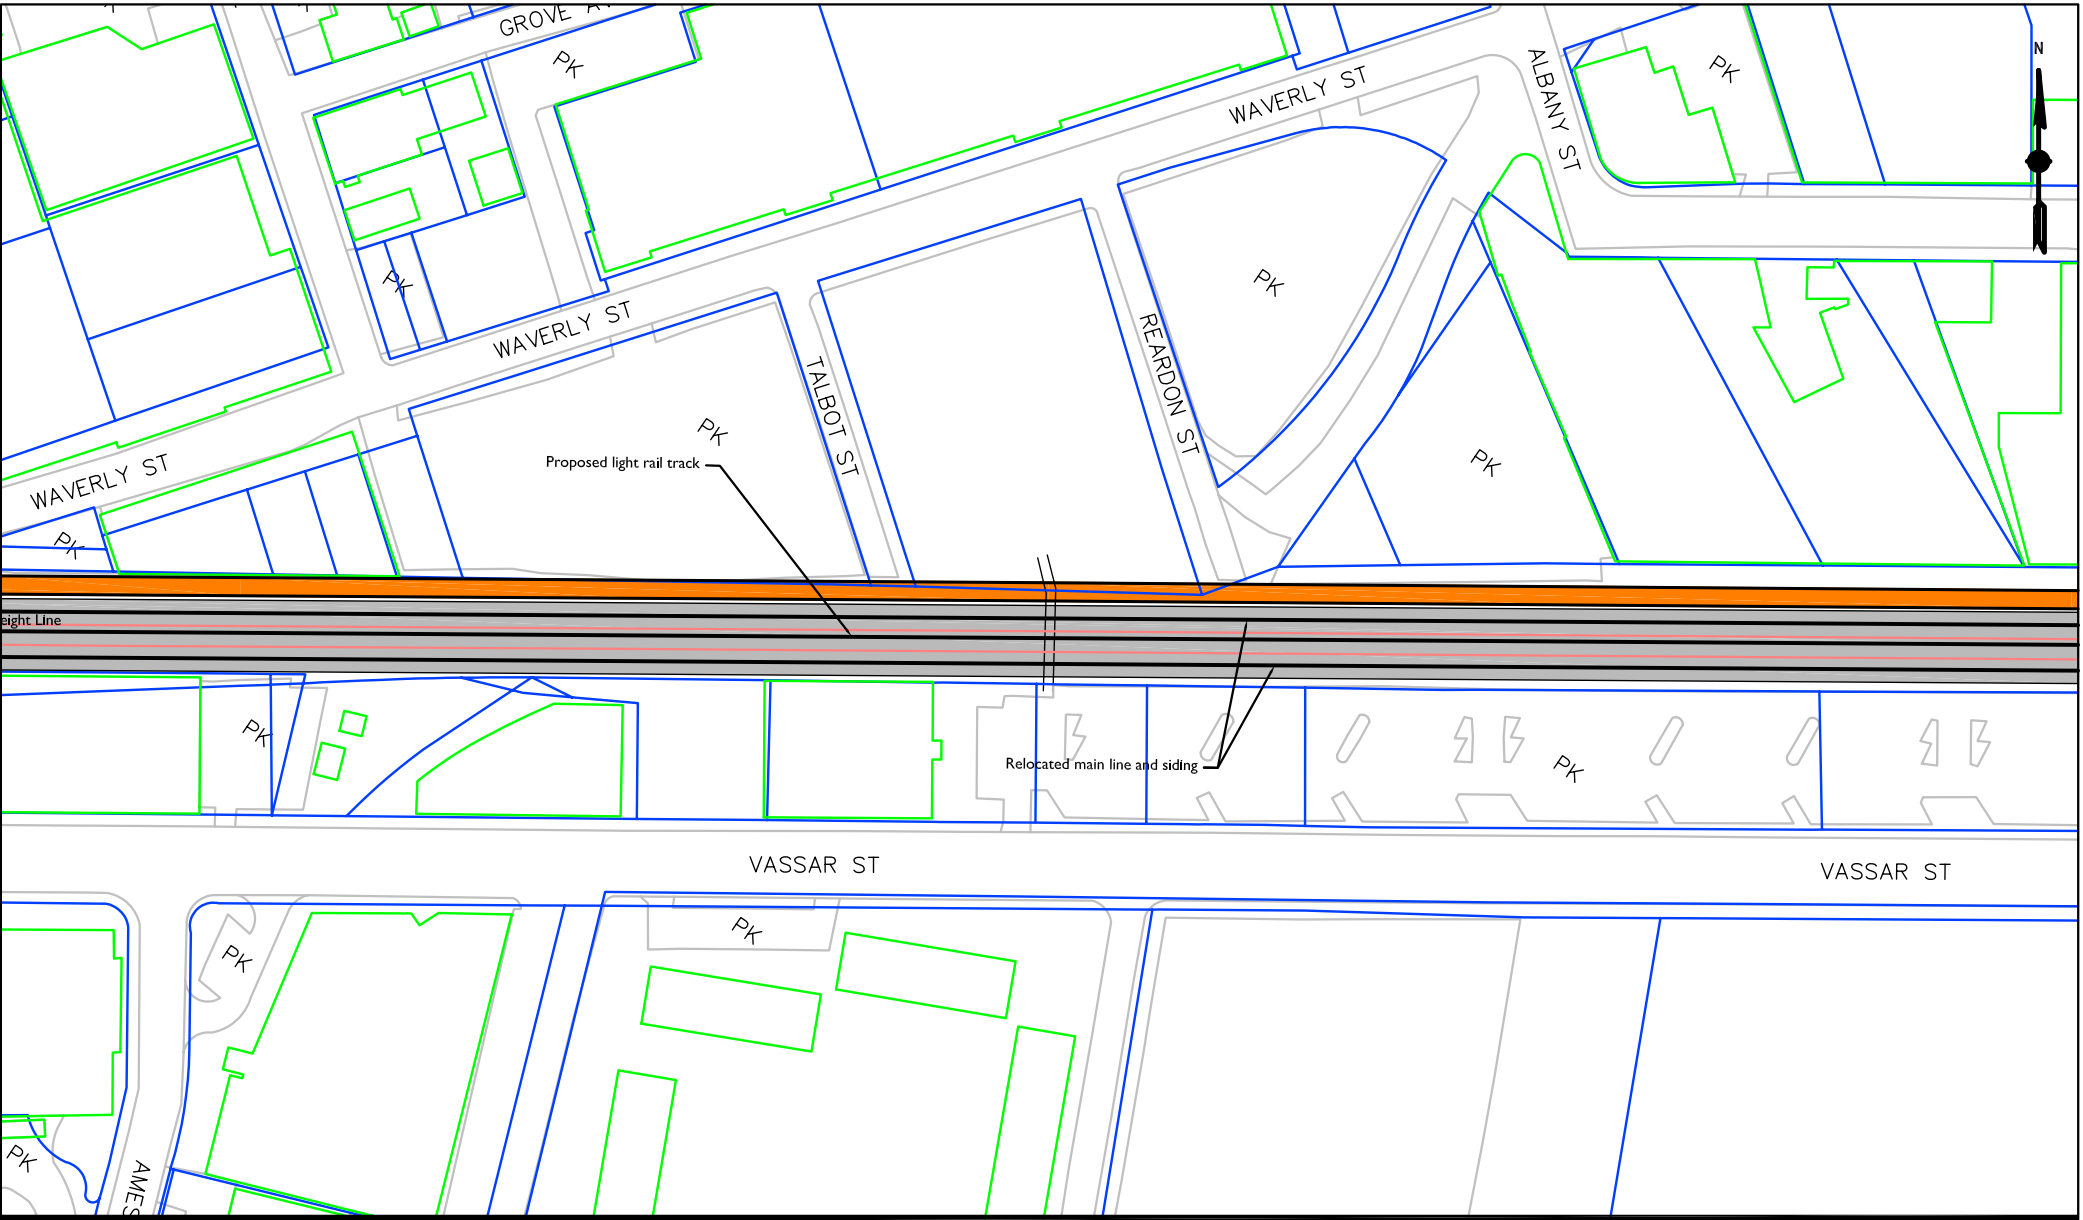 GROVE
PK
PK
N
WAVERLY ST
ALBANY ST
PK
PK
WAVERLY ST
REARDON ST
TALBOT ST
PK
Proposed light rail track
PK
WAVERLY ST
PK
eight Line
PK
Relocated main line and siding
PK
VASSAR ST
VASSAR ST
PK
PK
PK
AMES